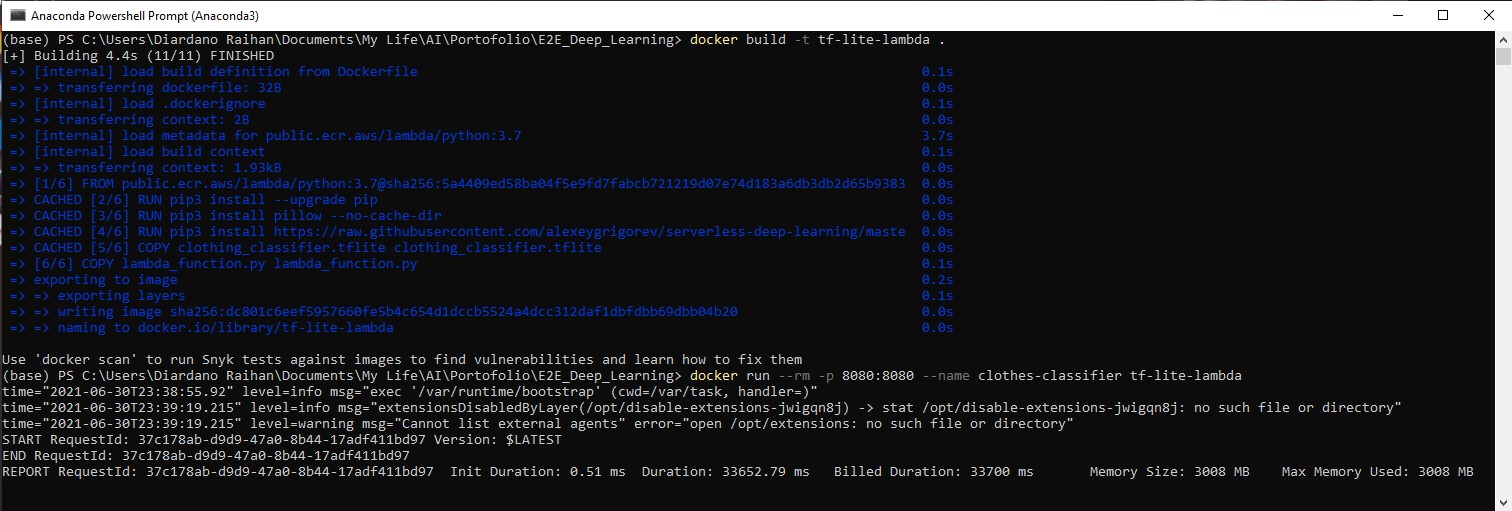 Anaconda Powershell Prompt (Anaconda3)
(base) PS C:\Users\Diardano Raihan\Documents\My Life\AI\Portofolio\E2E_Deep_Learning> docker build -t tf-lite-lambda .
[+] Building 4.4s (11/11) FINISHED
=> [internal] load build definition from Dockerfile 0.1s
=> => transferring dockerfile: 32B 0.0s
=> [internal] load .dockerignore 0.1s
=> => transferring context: 2B 0.0s
=> [internal] load metadata for public.ecr.aws/lambda/python:3.7 3.7s
=> [internal] load build context 0.1s
=> => transferring context: 1.93kB 0.0s
=> [1/6] FROM public.ecr.aws/lambda/python:3.7@sha256:5a4409ed58ba04f5e9fd7fabcb721219d07e74d183a6db3db2d65b9383 0.0s
=> CACHED [2/6] RUN pip3 install --upgrade pip 0.0s
=> CACHED [3/6] RUN pip3 install pillow --no-cache-dir 0.0s
=> CACHED [4/6] RUN pip3 install https://raw.githubusercontent.com/alexeygrigorev/serverless-deep-learning/maste 0.0s
=> CACHED [5/6] COPY clothing_classifier.tflite clothing_classifier.tflite 0.0s
=> [6/6] COPY lambda_function.py lambda_function.py 0.1s
=> exporting to image 0.2s
=> => exporting layers 0.1s
=> => writing image sha256:dc801c6eef5957660fe5b4c654d1dccb5524a4dcc312daf1dbfdbb69dbb04b20 0.0s
=> => naming to docker.io/library/tf-lite-lambda 0.0s
Use 'docker scan' to run Snyk tests against images to find vulnerabilities and learn how to fix them
(base) PS C:\Users\Diardano Raihan\Documents\My Life\AI\Portofolio\E2E_Deep_Learning> docker run --rm -p 8080:8080 --name clothes-classifier tf-lite-lambda
time="2021-06-30T23:38:55.92" level=info msg="exec '/var/runtime/bootstrap' (cwd=/var/task, handler=)"
time="2021-06-30T23:39:19.215" level=info msg="extensionsDisabledByLayer(/opt/disable-extensions-jwigqn8j) -> stat /opt/disable-extensions-jwigqn8j: no such file or directory"
time="2021-06-30T23:39:19.215" level=warning msg="Cannot list external agents" error="open /opt/extensions: no such file or directory"
START RequestId: 37c178ab-d9d9-47a0-8b44-17adf411bd97 Version: $LATEST
END RequestId: 37c178ab-d9d9-47a0-8b44-17adf411bd97
REPORT RequestId: 37c178ab-d9d9-47a0-8b44-17adf411bd97 Init Duration: 0.51 ms Duration: 33652.79 ms Billed Duration: 33700 ms Memory Size: 3008 MB Max Memory Used: 3008 MB